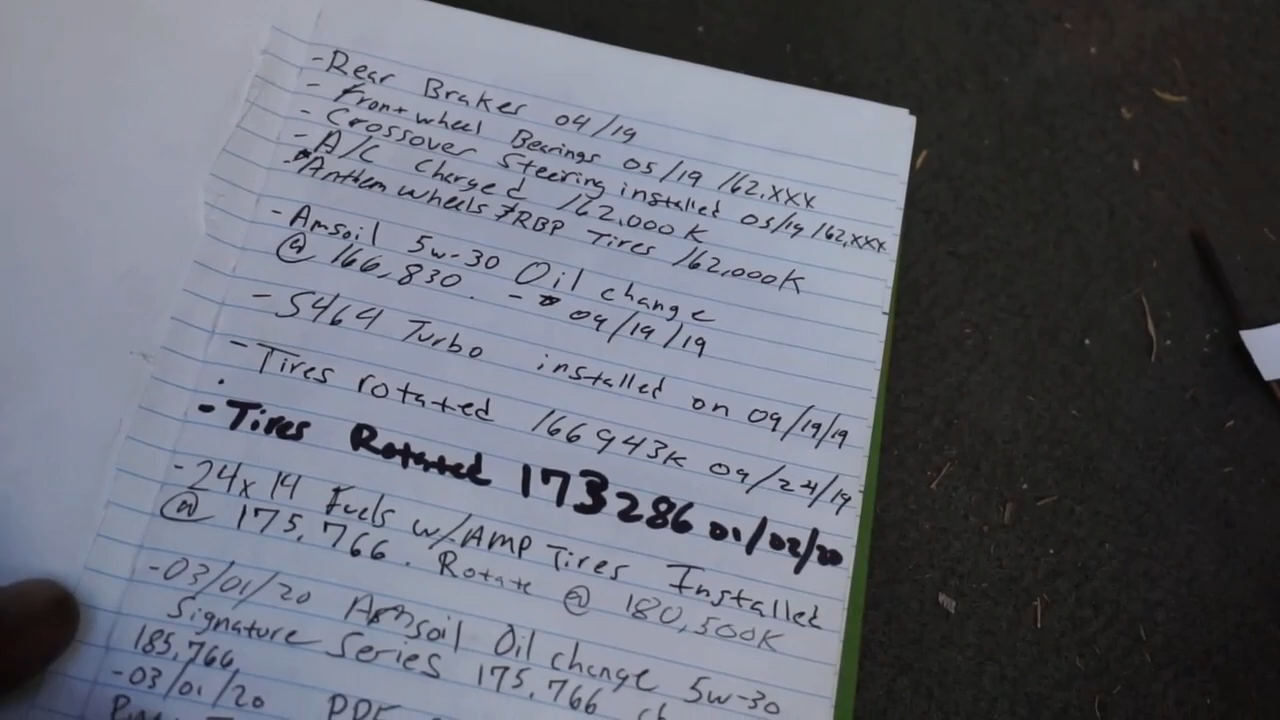 -Rear Brakes 04/19
- Front wheel Bearings 05/19 162,XXX
- Crossover Steering installed 05/19 162,XXX
- A/C Charged 162,000K
*Anthem wheels + RBP Tires 162,000K
-Amsoil 5w-30 Oil change
@ 166,830. - 09/19/19
- S464 Turbo installed on 09/19/19
-Tires rotated 166943K 09/24/19
- Tires Rotated 173286 01/02/20
-24x14 Fuels w/AMP Tires Installed
@ 175,766. Rotate @ 180,500K
-03/01/20 Amsoil Oil change 5w-30
Signature Series 175,766
185,766
-03/01/20